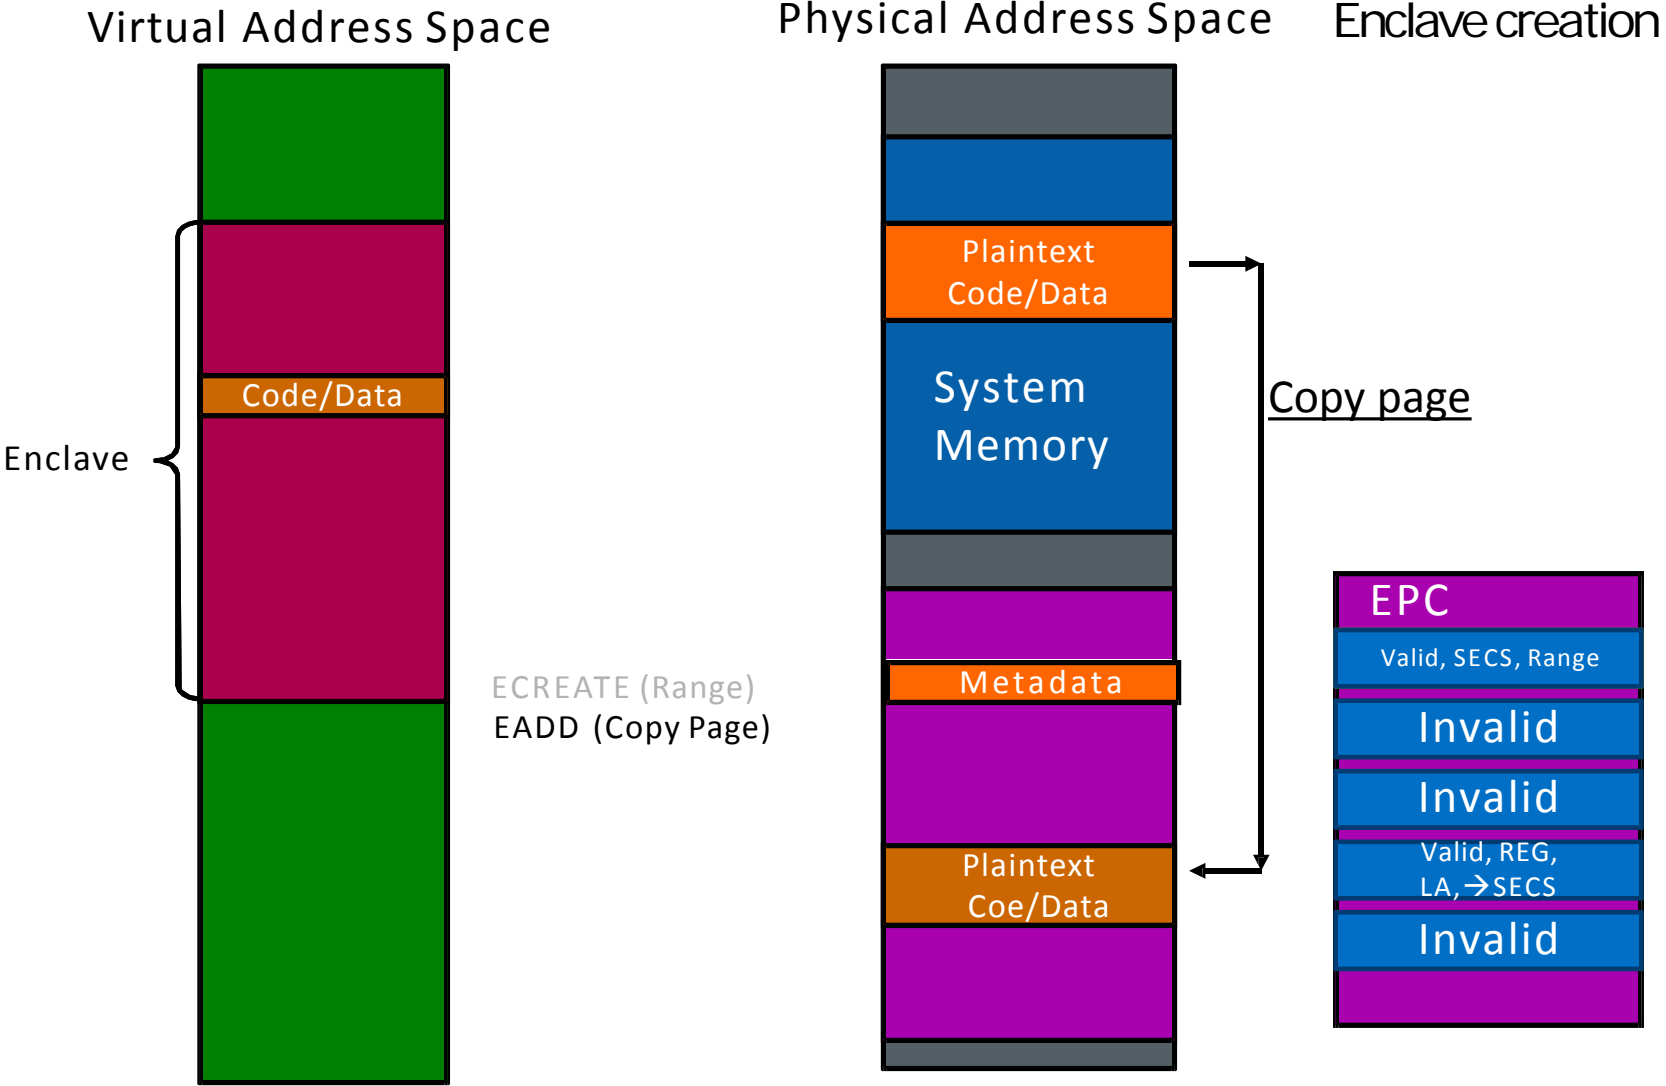 Virtual Address Space
Physical Address Space
Enclave creation
Plaintext
Code/Data
Code/Data
System
Memory
Copy page
Enclave
EPC
Valid, SECS, Range
ECREATE (Range)
EADD (Copy Page)
Metadata
Invalid
Invalid
Plaintext
Coe/Data
Valid, REG,
LA,→SECS
Invalid